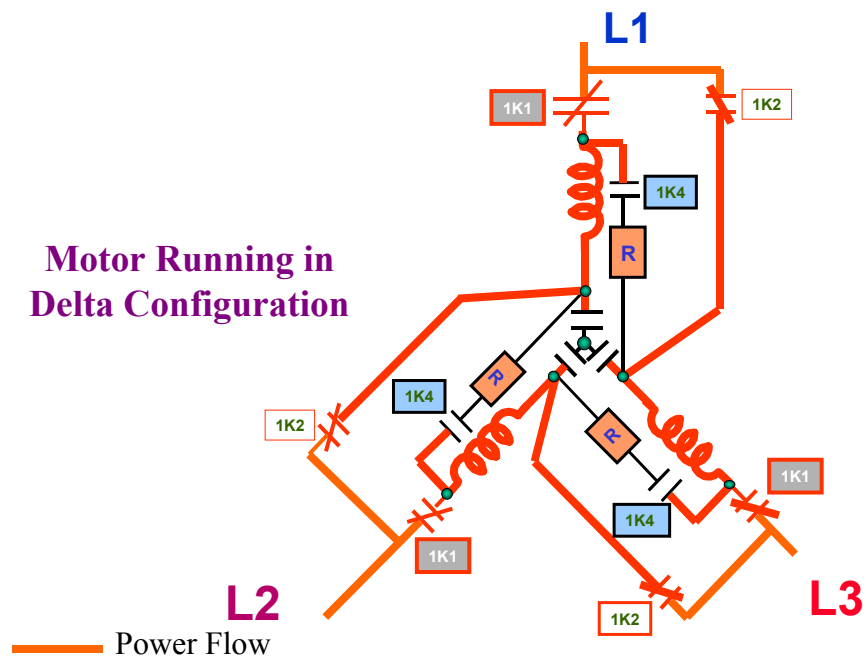 L1
1K1
1K2
1K4
R
Motor Running in
Delta Configuration
R
1K4
1K2
R
1K1
1K4
1K1
L2
1K2
L3
Power Flow